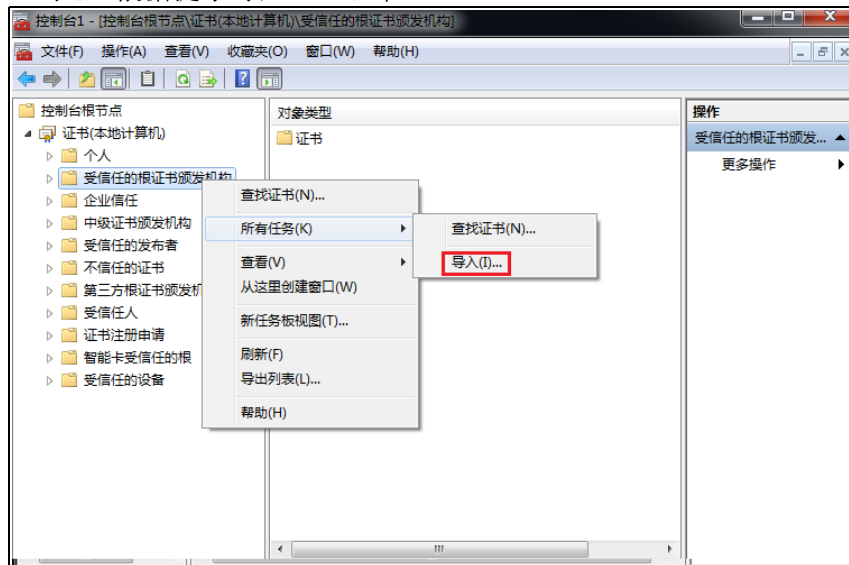 控制台1 - [控制台根节点\证书(本地计算机)\受信任的根证书颁发机构]
文件(F) 操作(A) 查看(V) 收藏夹(O) 窗口(W) 帮助(H)
控制台根节点
证书(本地计算机)
个人
受信任的根证书颁发机构
企业信任
中级证书颁发机构
受信任的发布者
不信任的证书
第三方根证书颁发机
受信任人
证书注册申请
智能卡受信任的根
受信任的设备
对象类型
证书
查找证书(N)...
所有任务(K)
查看(V)
从这里创建窗口(W)
新任务板视图(T)...
刷新(F)
导出列表(L)...
帮助(H)
查找证书(N)...
导入(I)...
操作
受信任的根证书颁发...
更多操作